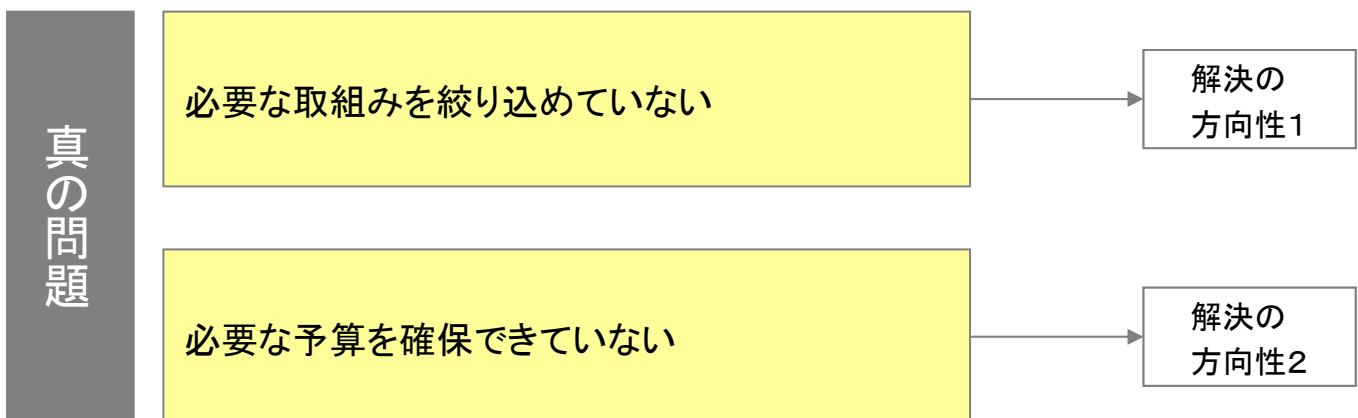 真の問題
必要な取組みを絞り込めていない
解決の
方向性1
必要な予算を確保できていない
解決の
方向性2